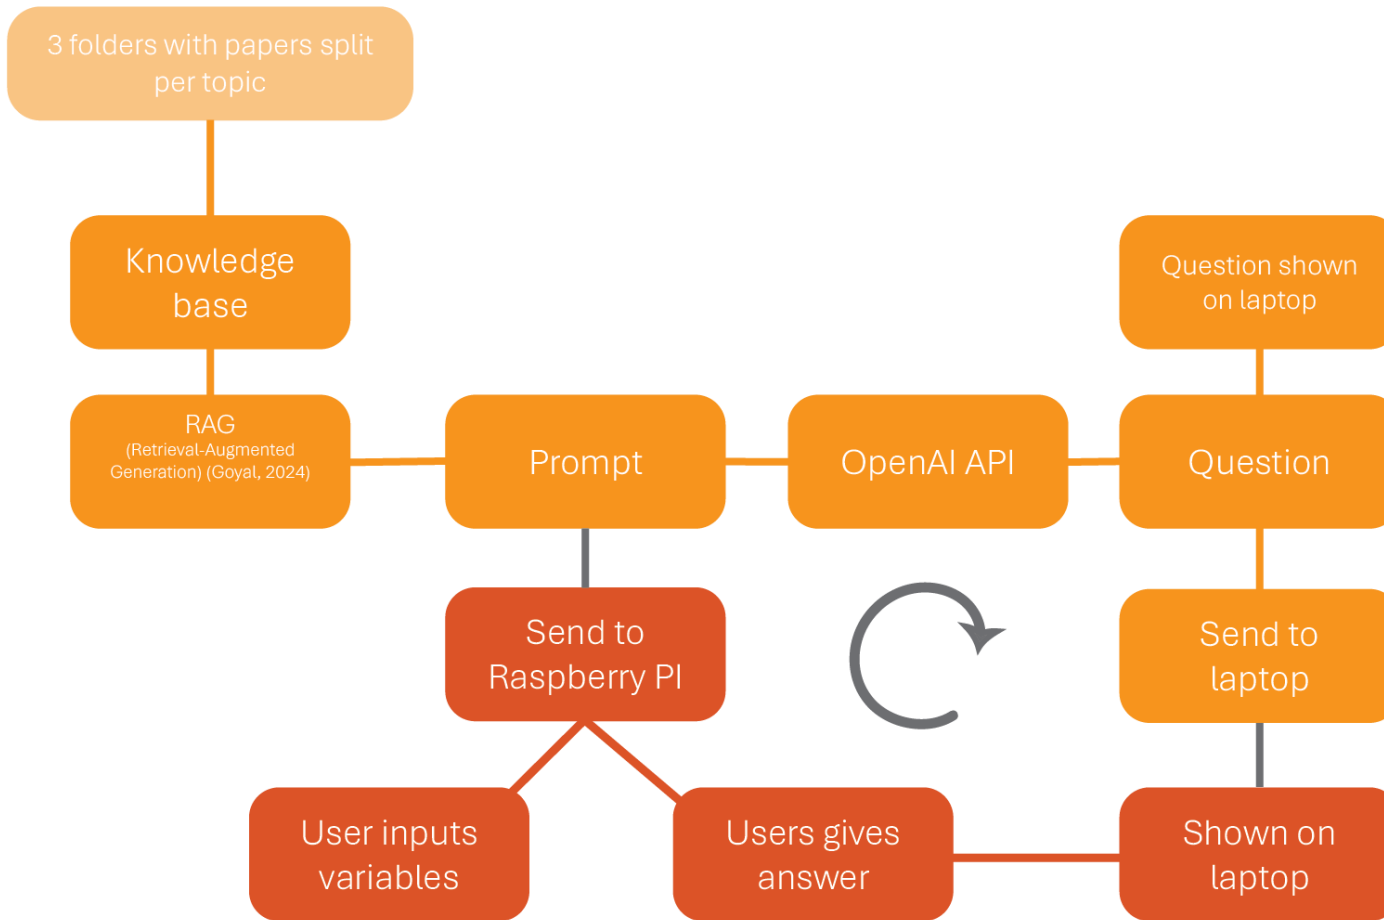 3 folders with papers split
per topic
Knowledge
base
Question shown
on laptop
RAG
(Retrieval-Augmented
Generation) (Goyal, 2024)
Prompt
OpenAI API
Question
Send to
Raspberry PI
Send to
laptop
User inputs
variables
Users gives
answer
Shown on
laptop